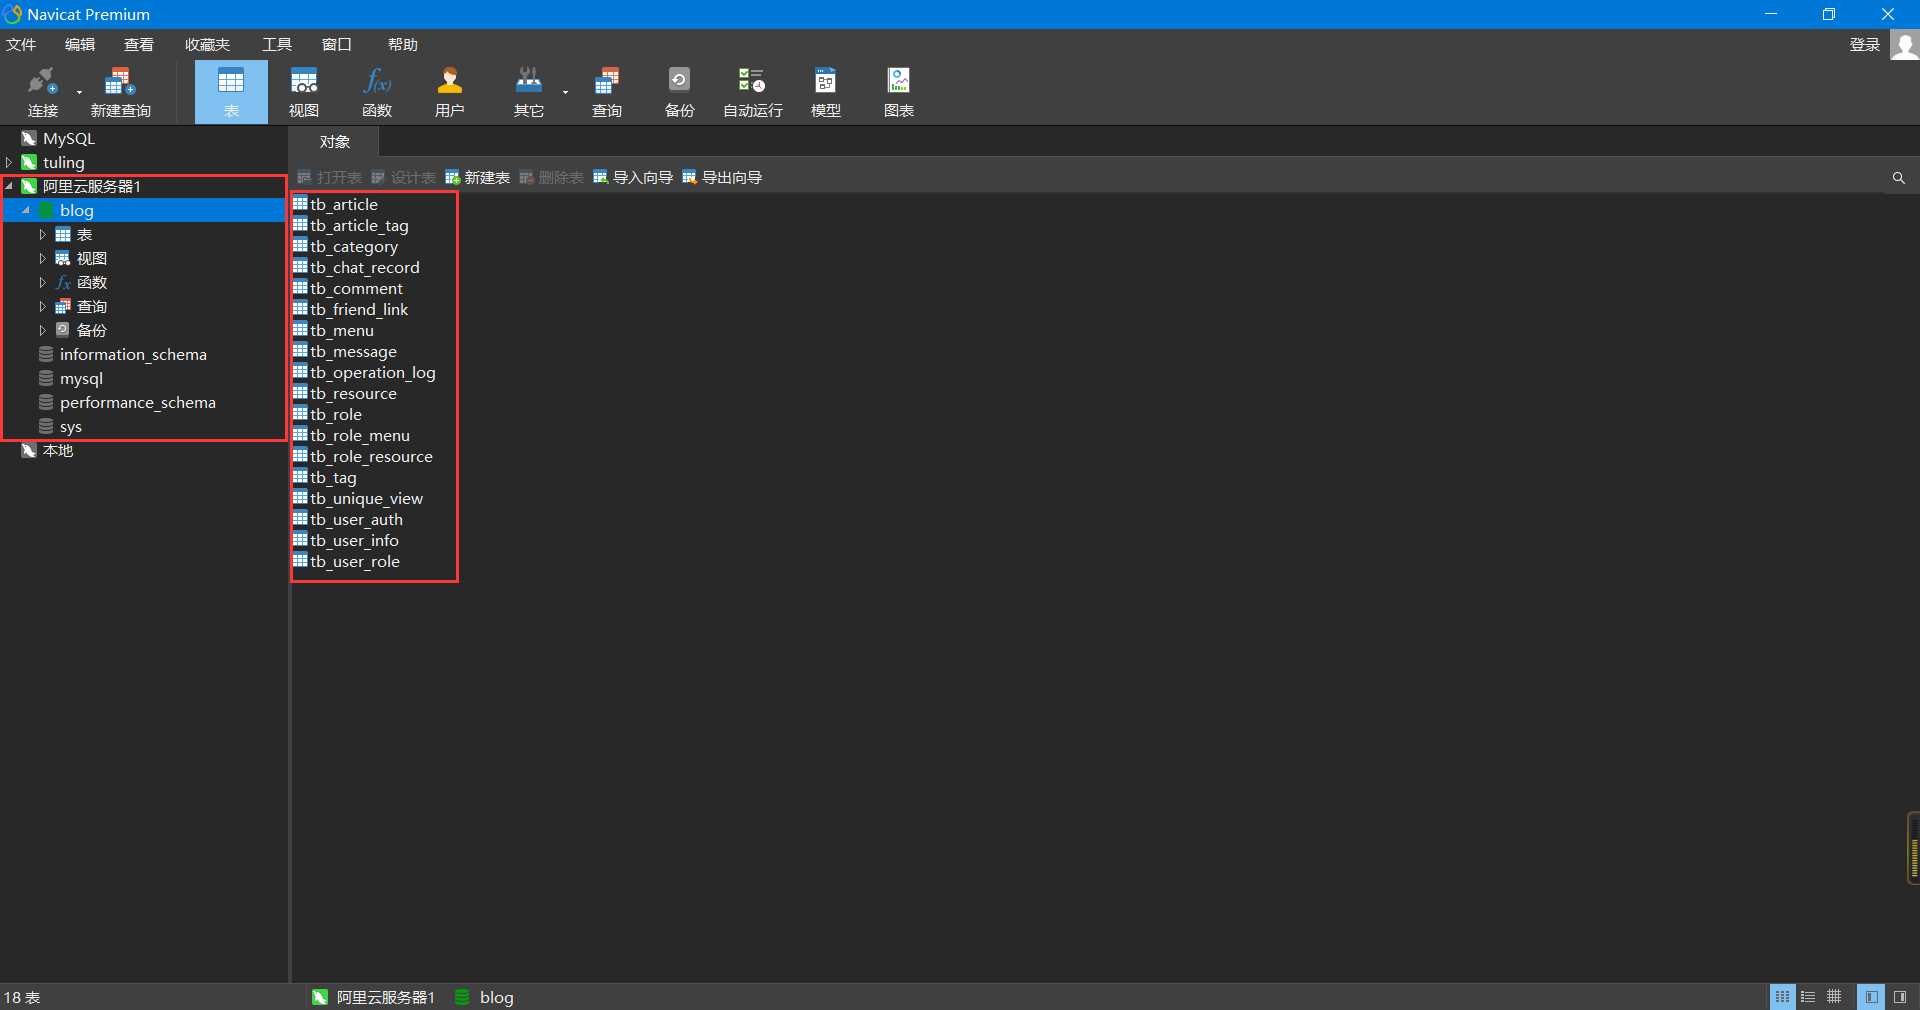 Navicat Premium
文件 编辑 查看 收藏夹 工具 窗口 帮助 登录
连接 新建查询 表 视图 函数 用户 其它 查询 备份 自动运行 模型 图表
MySQL
tuling
阿里云服务器1
blog
表
视图
函数
查询
备份
information_schema
mysql
performance_schema
sys
本地
对象
打开表 设计表 新建表 删除表 导入向导 导出向导
tb_article
tb_article_tag
tb_category
tb_chat_record
tb_comment
tb_friend_link
tb_menu
tb_message
tb_operation_log
tb_resource
tb_role
tb_role_menu
tb_role_resource
tb_tag
tb_unique_view
tb_user_auth
tb_user_info
tb_user_role
18 表 阿里云服务器1 blog